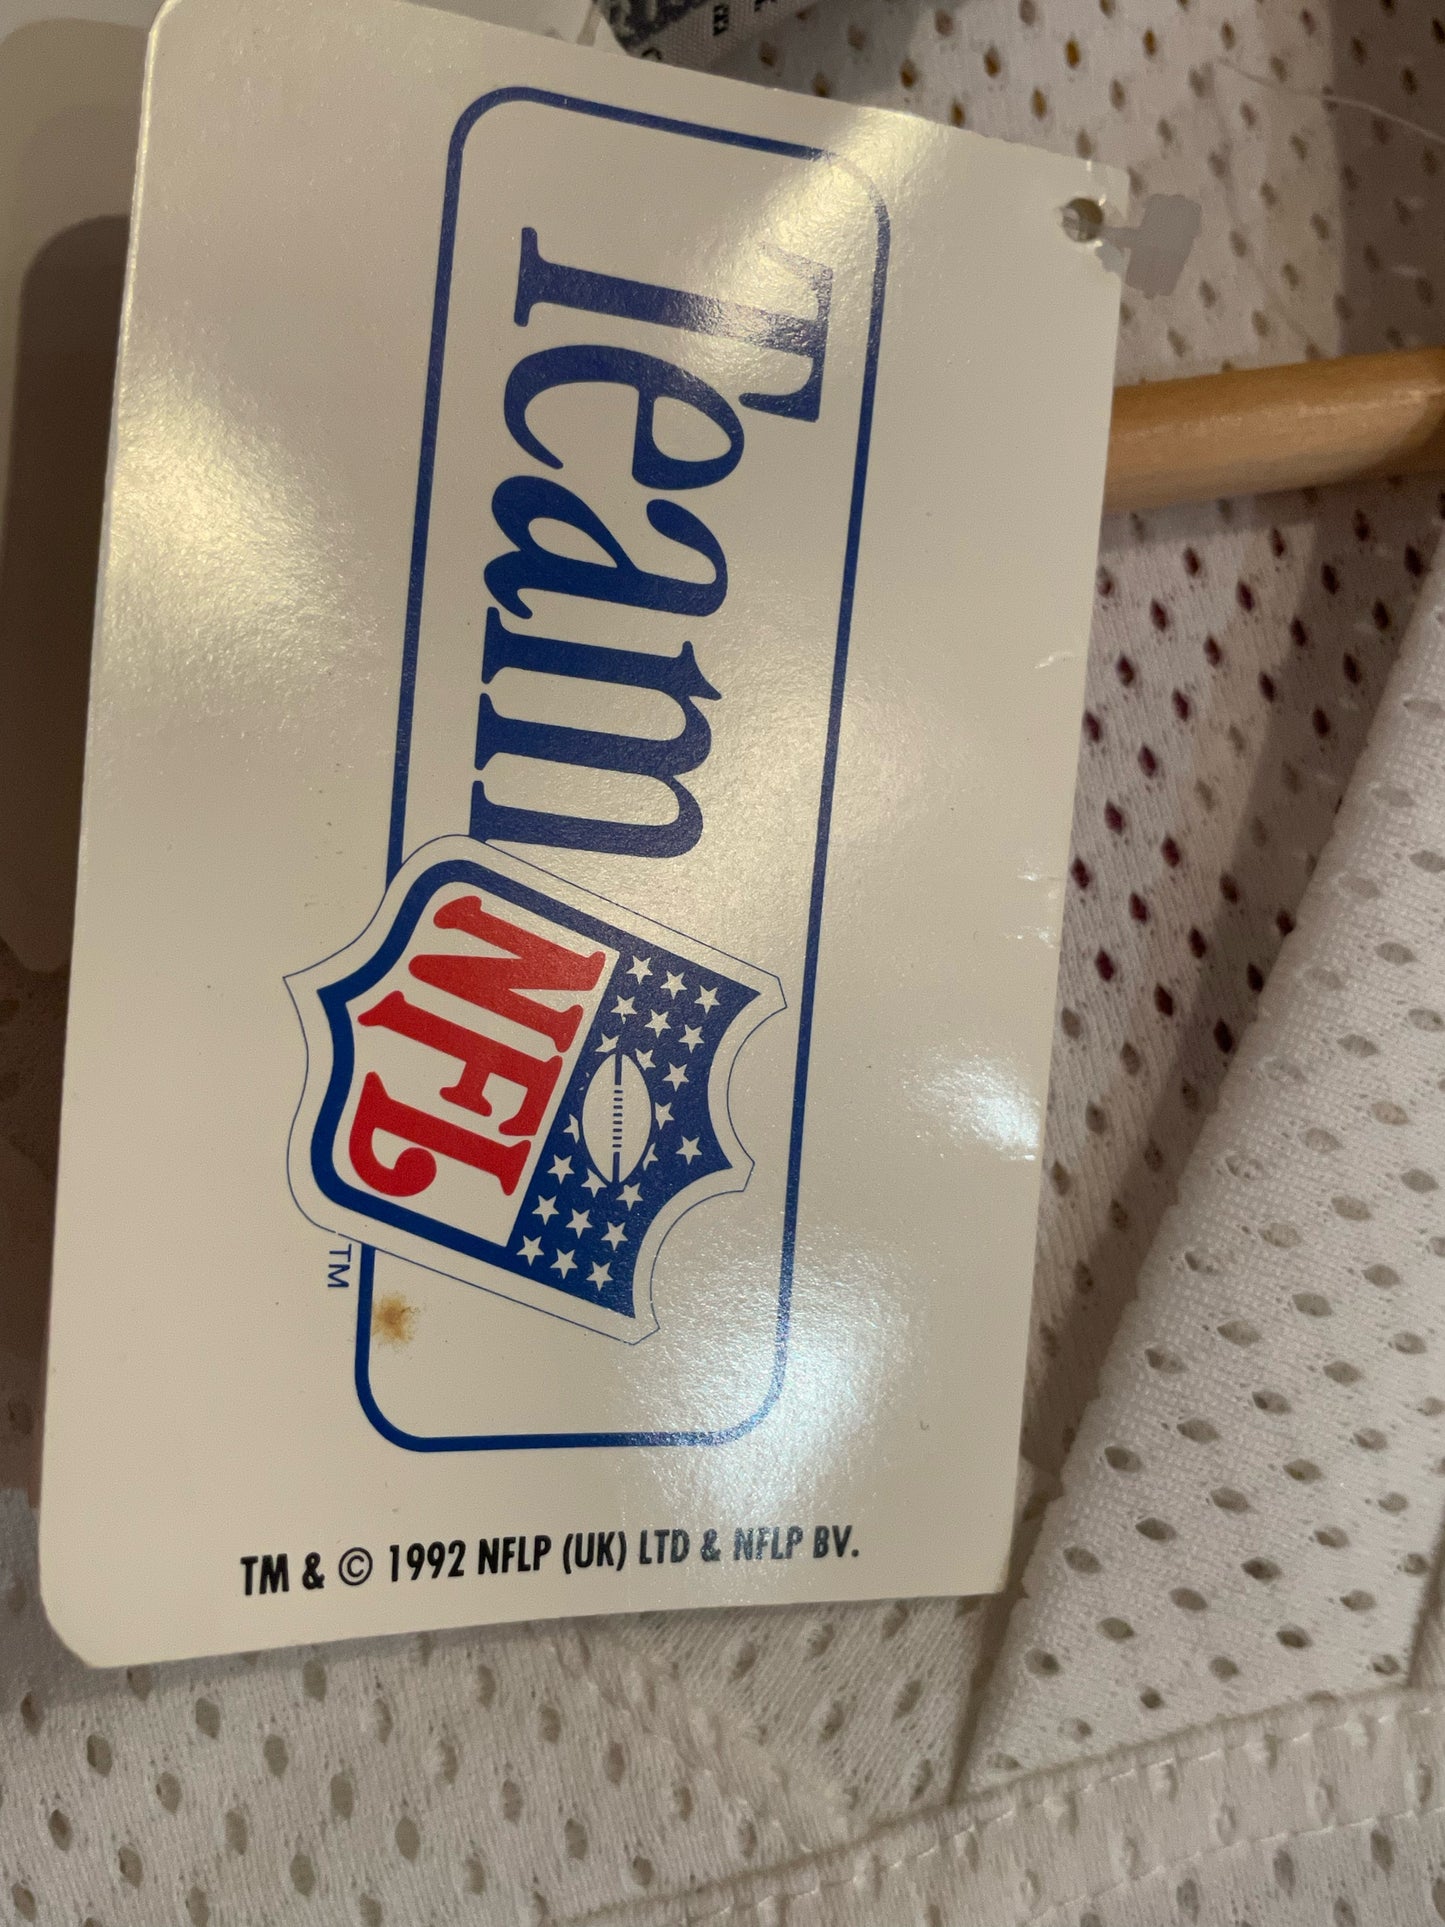 Team
NFL
TM
TM & © 1992 NFLP (UK) LTD & NFLP BV.